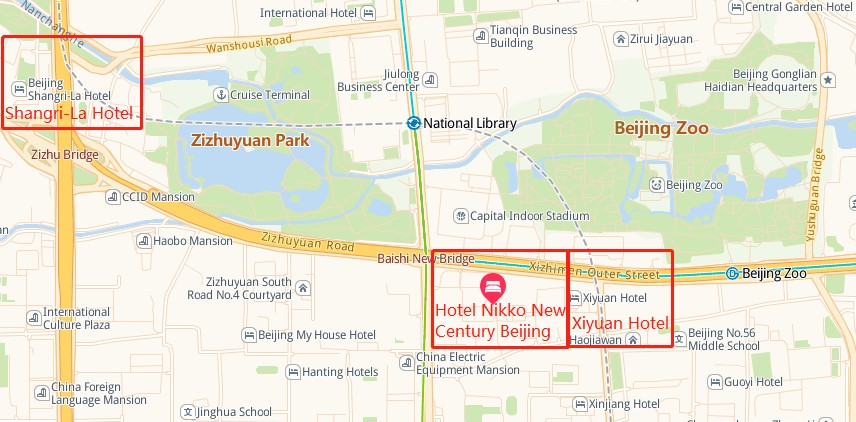 Nanchanghe
International Hotel
Central Garden Hotel
Wanshousi Road
Tianqin Business
Building
Zirui Jiayuan
Beijing
Shangri-La Hotel
Shangri-La Hotel
Cruise Terminal
Jiulong
Business Center
Beijing Gonglian
Haidian Headquarters
National Library
Zizhuyuan Park
Beijing Zoo
Zizhu Bridge
Beijing Zoo
Yushuguan Bridge
CCID Mansion
Capital Indoor Stadium
Haobo Mansion
Zizhuyuan Road
Baishi New Bridge
Xizhimen Outer Street
Beijing Zoo
Zizhuyuan South
Road No.4 Courtyard
Hotel Nikko New
Century Beijing
Xiyuan Hotel
Xiyuan Hotel
Haojiawan
International
Culture Plaza
Beijing My House Hotel
Beijing No.56
Middle School
China Electric
Equipment Mansion
Hanting Hotels
Guoyi Hotel
China Foreign
Language Mansion
Jinghua School
Xinjiang Hotel